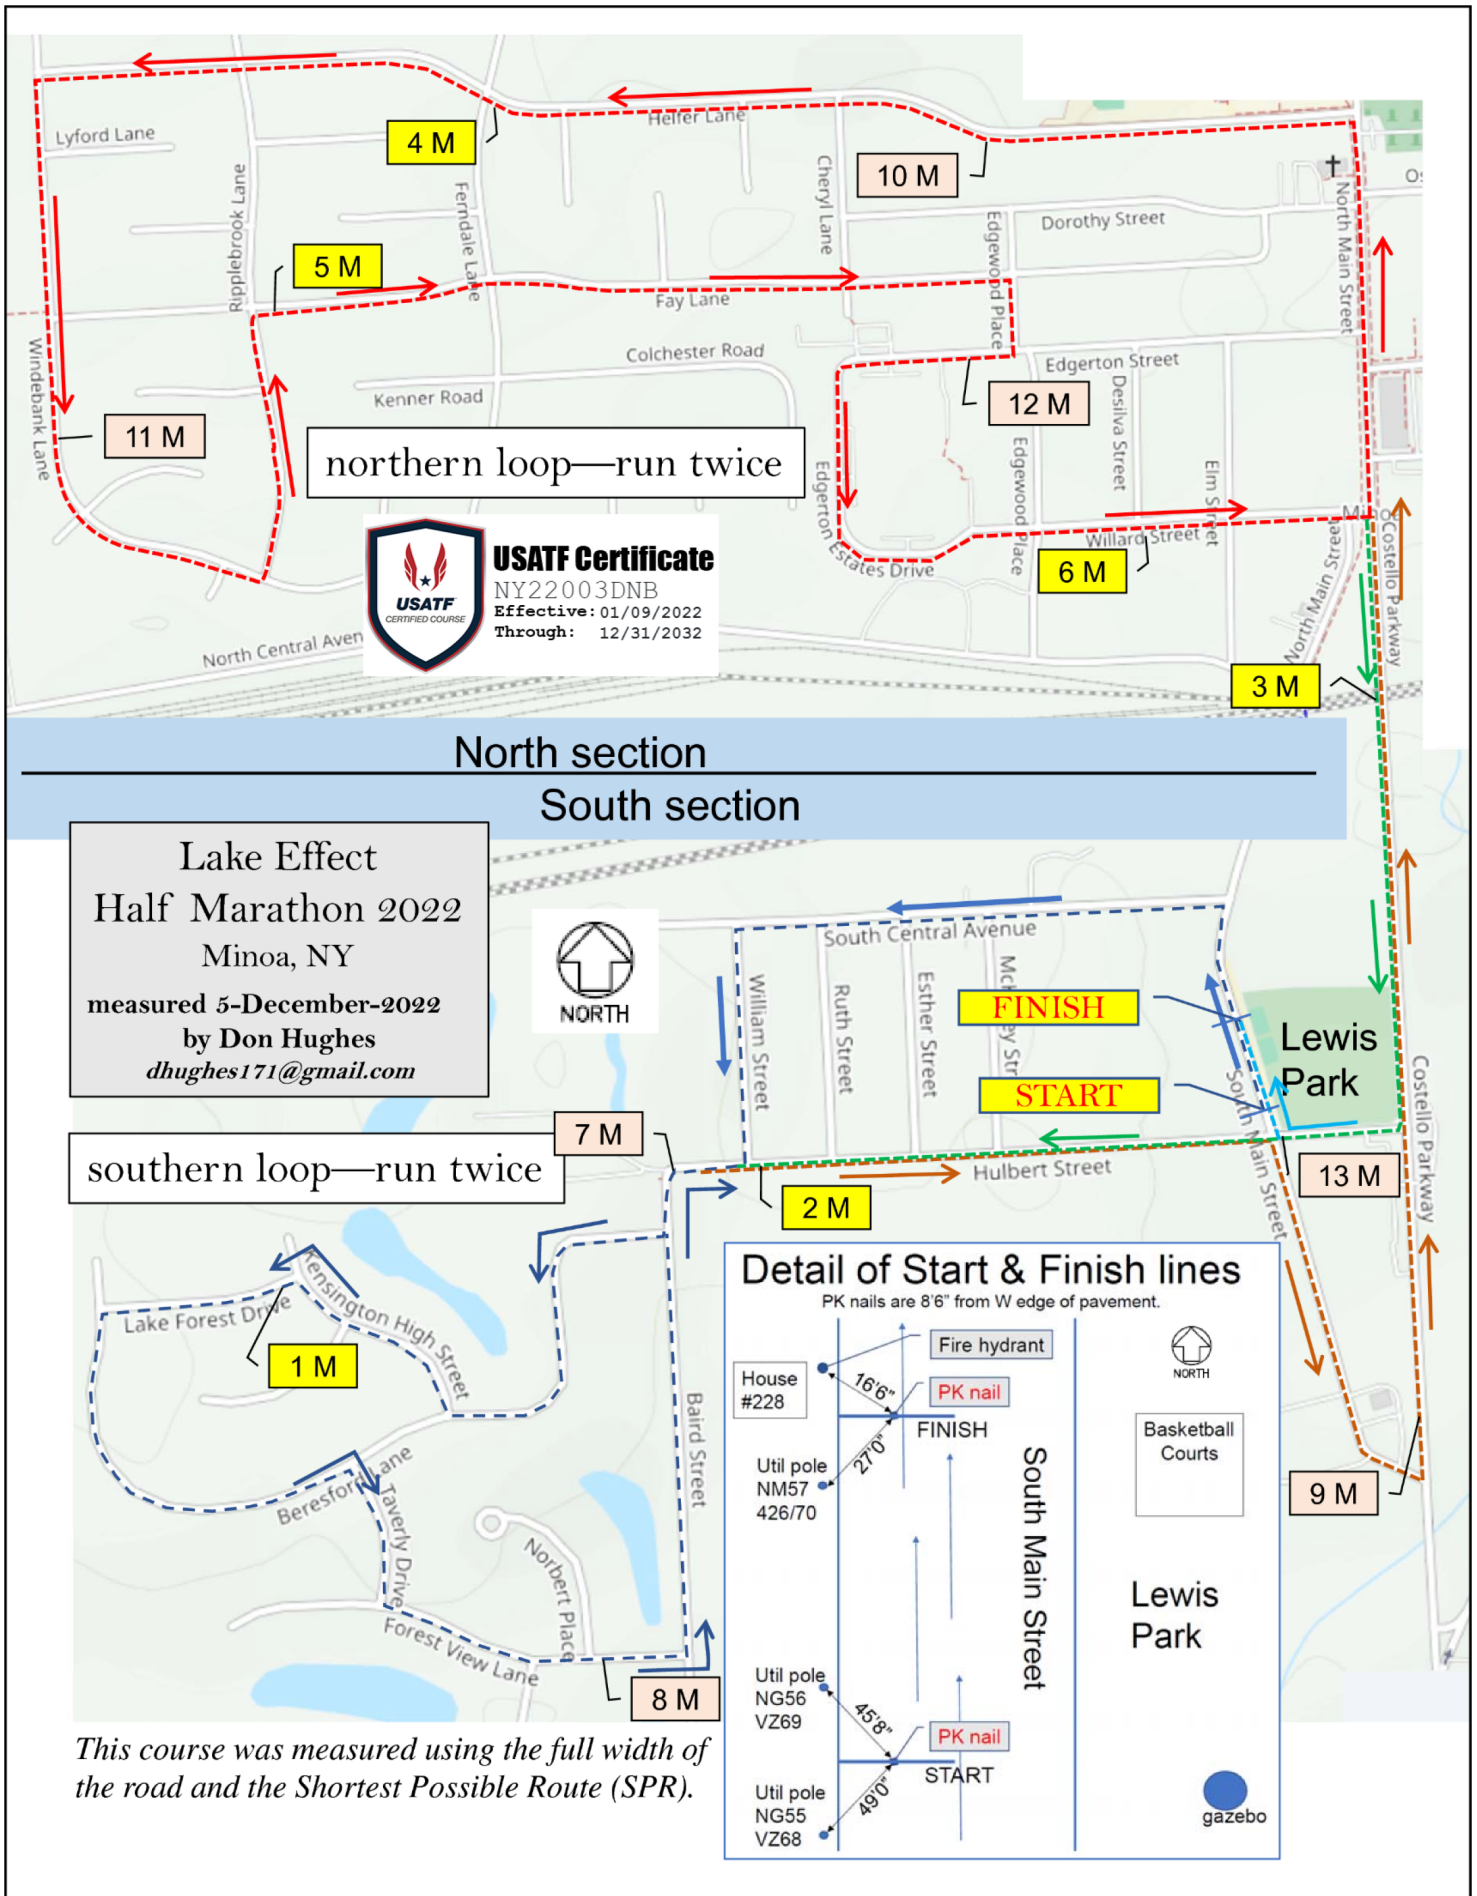 Lyford Lane
4 M
Helfer Lane
10 M
Cheryl Lane
Ripplebrook Lane
Ferndale Lane
Dorothy Street
Edgewood Place
North Main Street
5 M
Fay Lane
Windebank Lane
Colchester Road
Kenner Road
Edgerton Street
12 M
Desilva Street
11 M
northern loop—run twice
Edgerton Estates Drive
Edgewood Place
Elm Street
Willard Street
6 M
Costello Parkway
North Main Street
USATF
CERTIFIED COURSE
USATF Certificate
NY22003DNB
Effective: 01/09/2022
Through: 12/31/2032
North Central Aven
3 M
North section
South section
Lake Effect
Half Marathon 2022
Minoa, NY
measured 5-December-2022
by Don Hughes
dhughes171@gmail.com
NORTH
South Central Avenue
William Street
Ruth Street
Esther Street
FINISH
START
Lewis
Park
South Main Street
Costello Parkway
7 M
southern loop—run twice
Hulbert Street
2 M
13 M
Kensington High Street
Lake Forest Drive
1 M
Baird Street
Beresford Lane
Taverly Drive
Norbert Place
Forest View Lane
8 M
9 M
Detail of Start & Finish lines
PK nails are 8'6" from W edge of pavement.
Fire hydrant
House
#228
16'6"
PK nail
FINISH
27'0"
Util pole
NM57
426/70
South Main Street
NORTH
Basketball
Courts
Lewis
Park
Util pole
NG56
VZ69
45'8"
PK nail
START
49'0"
Util pole
NG55
VZ68
gazebo
This course was measured using the full width of
the road and the Shortest Possible Route (SPR).